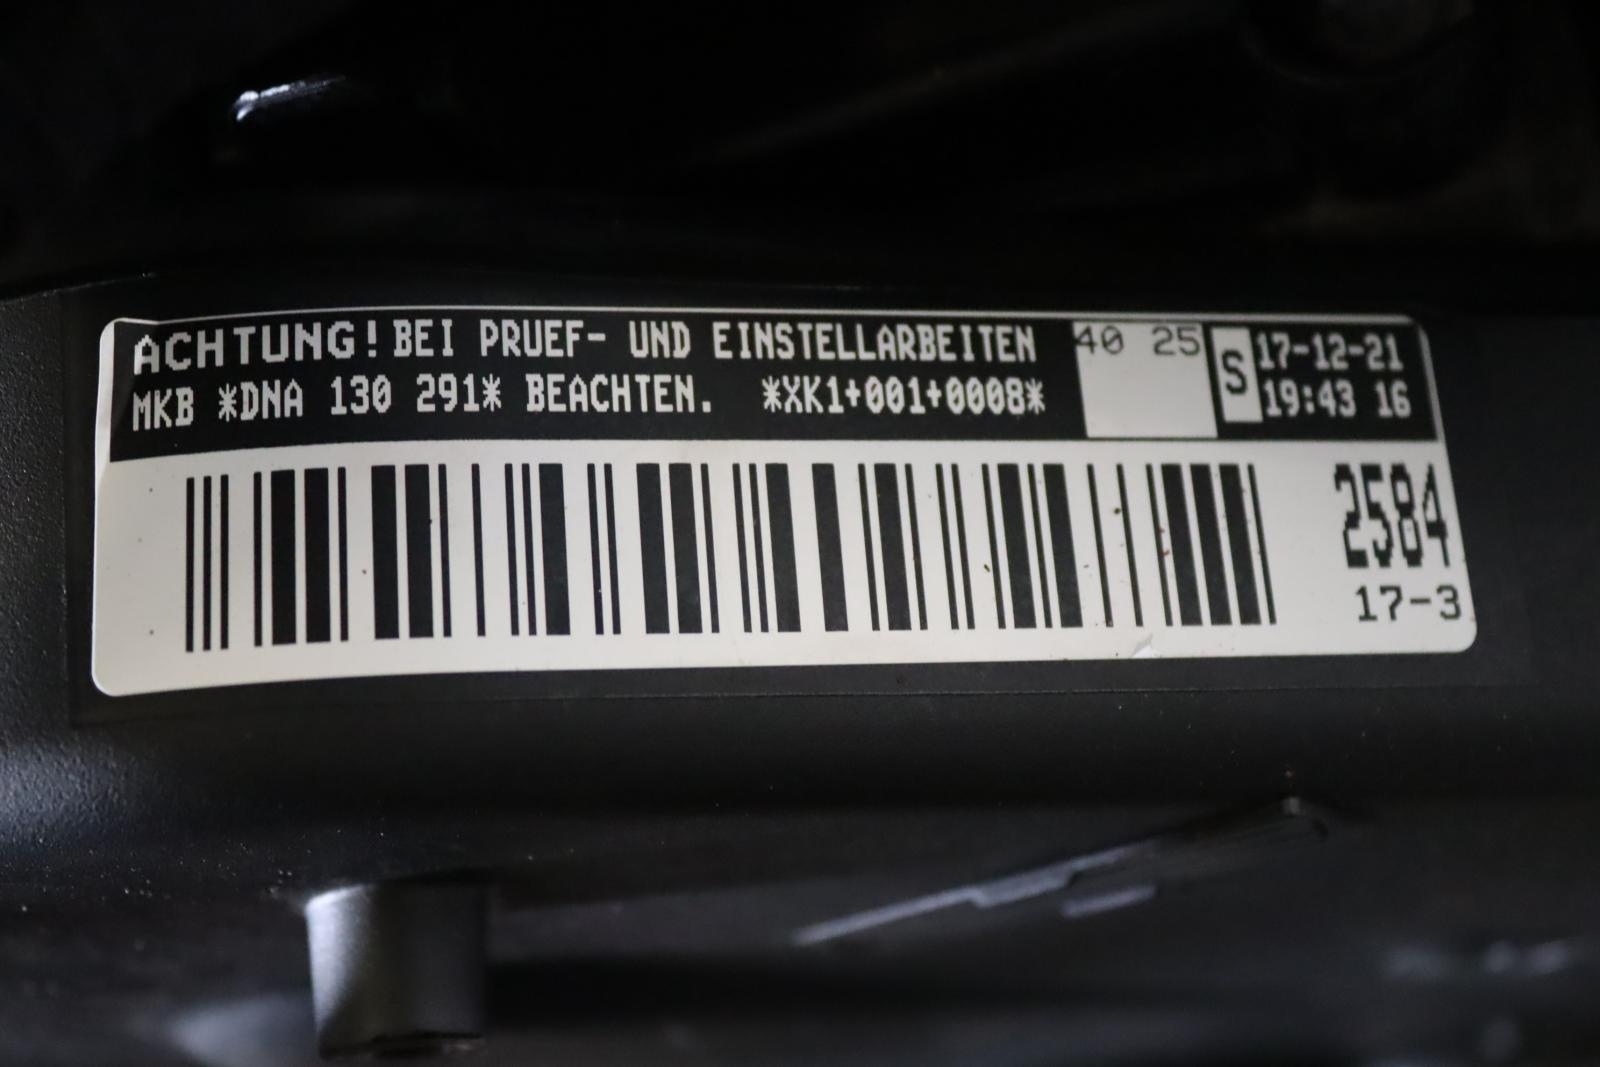 ACHTUNG! BEI PRUEF- UND EINSTELLARBEITEN
MKB *DNA 130 291* BEACHTEN. *XK1+001+0008*
40 25
S
17-12-21
19:43 16
2584
17-3